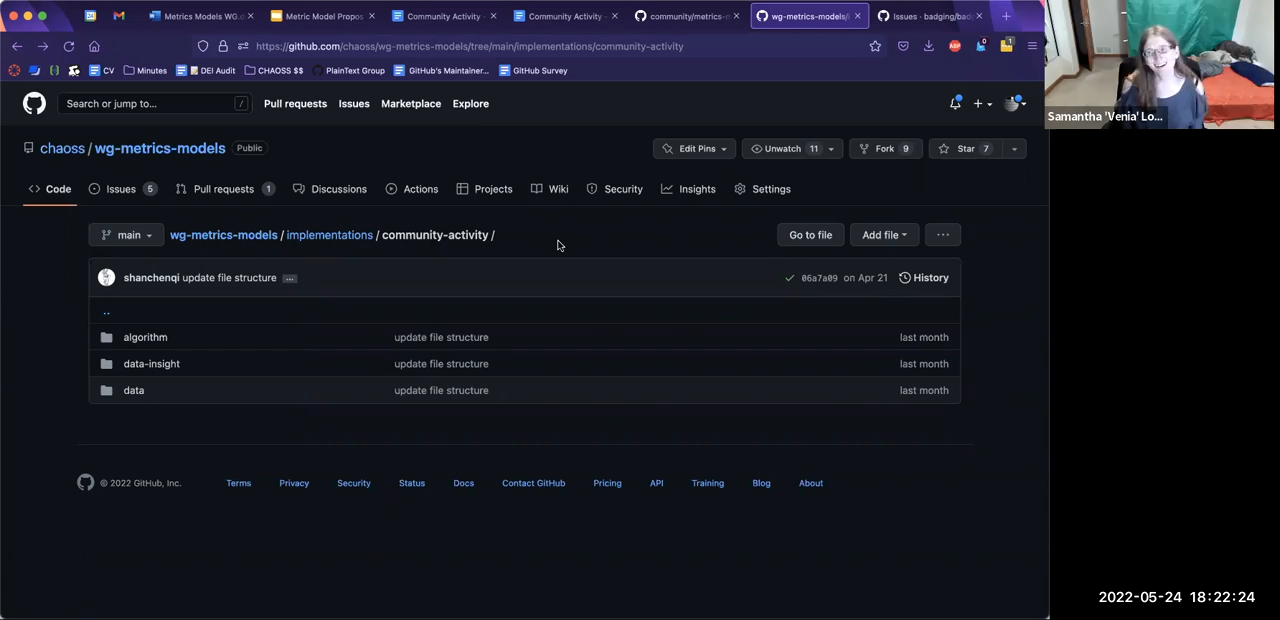 Metrics Models WG.
Metric Model Propos
Community Activity -
Community Activity -
community/metrics-m
wg-metrics-models/i
Issues · badging/bad
https://github.com/chaoss/wg-metrics-models/tree/main/implementations/community-activity
ABP
0
1
CV
Minutes
DEI Audit
CHAOSS $$
PlainText Group
GitHub's Maintainer...
GitHub Survey
Search or jump to...
/
Pull requests
Issues
Marketplace
Explore
Samantha 'Venia' Lo...
chaoss / wg-metrics-models
Public
Edit Pins
Unwatch 11
Fork 9
Star 7
<> Code
Issues 5
Pull requests 1
Discussions
Actions
Projects
Wiki
Security
Insights
Settings
main
wg-metrics-models / implementations / community-activity /
Go to file
Add file
...
shanchenqi update file structure ...
06a7a09 on Apr 21
History
..
algorithm update file structure last month
data-insight update file structure last month
data update file structure last month
© 2022 GitHub, Inc.
Terms
Privacy
Security
Status
Docs
Contact GitHub
Pricing
API
Training
Blog
About
2022-05-24 18:22:24